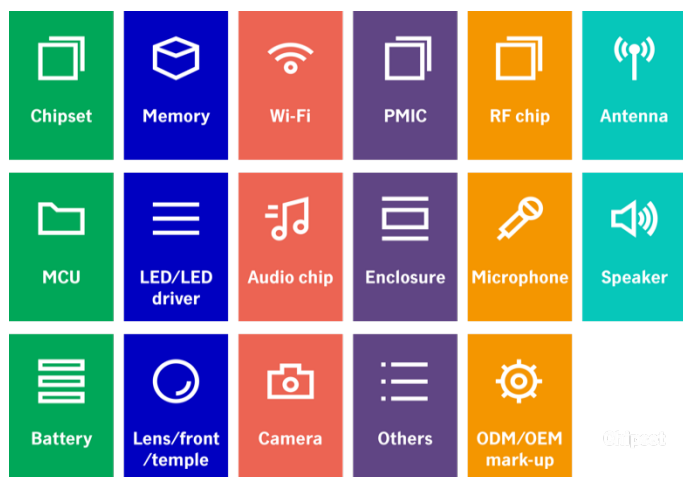 Chipset
Memory
Wi-Fi
PMIC
RF chip
Antenna
MCU
LED/LED
driver
Audio chip
Enclosure
Microphone
Speaker
Battery
Lens/front
/temple
Camera
Others
ODM/OEM
mark-up